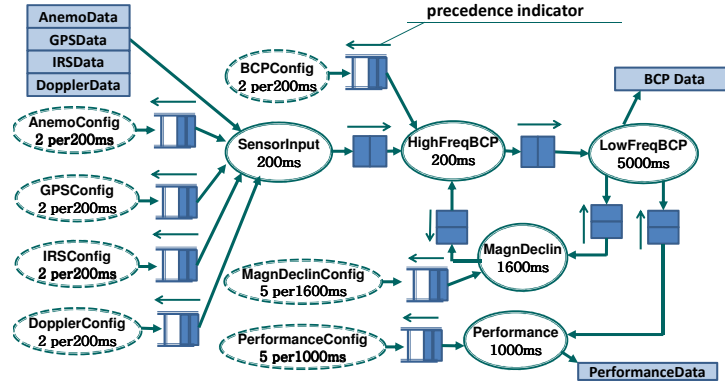 AnemoData
GPSData
IRSData
DopplerData
precedence indicator
BCPConfig
2 per200ms
BCP Data
AnemoConfig
2 per200ms
SensorInput
200ms
HighFreqBCP
200ms
LowFreqBCP
5000ms
GPSConfig
2 per200ms
IRSConfig
2 per200ms
MagnDeclin
1600ms
MagnDeclinConfig
5 per1600ms
DopplerConfig
2 per200ms
PerformanceConfig
5 per1000ms
Performance
1000ms
PerformanceData